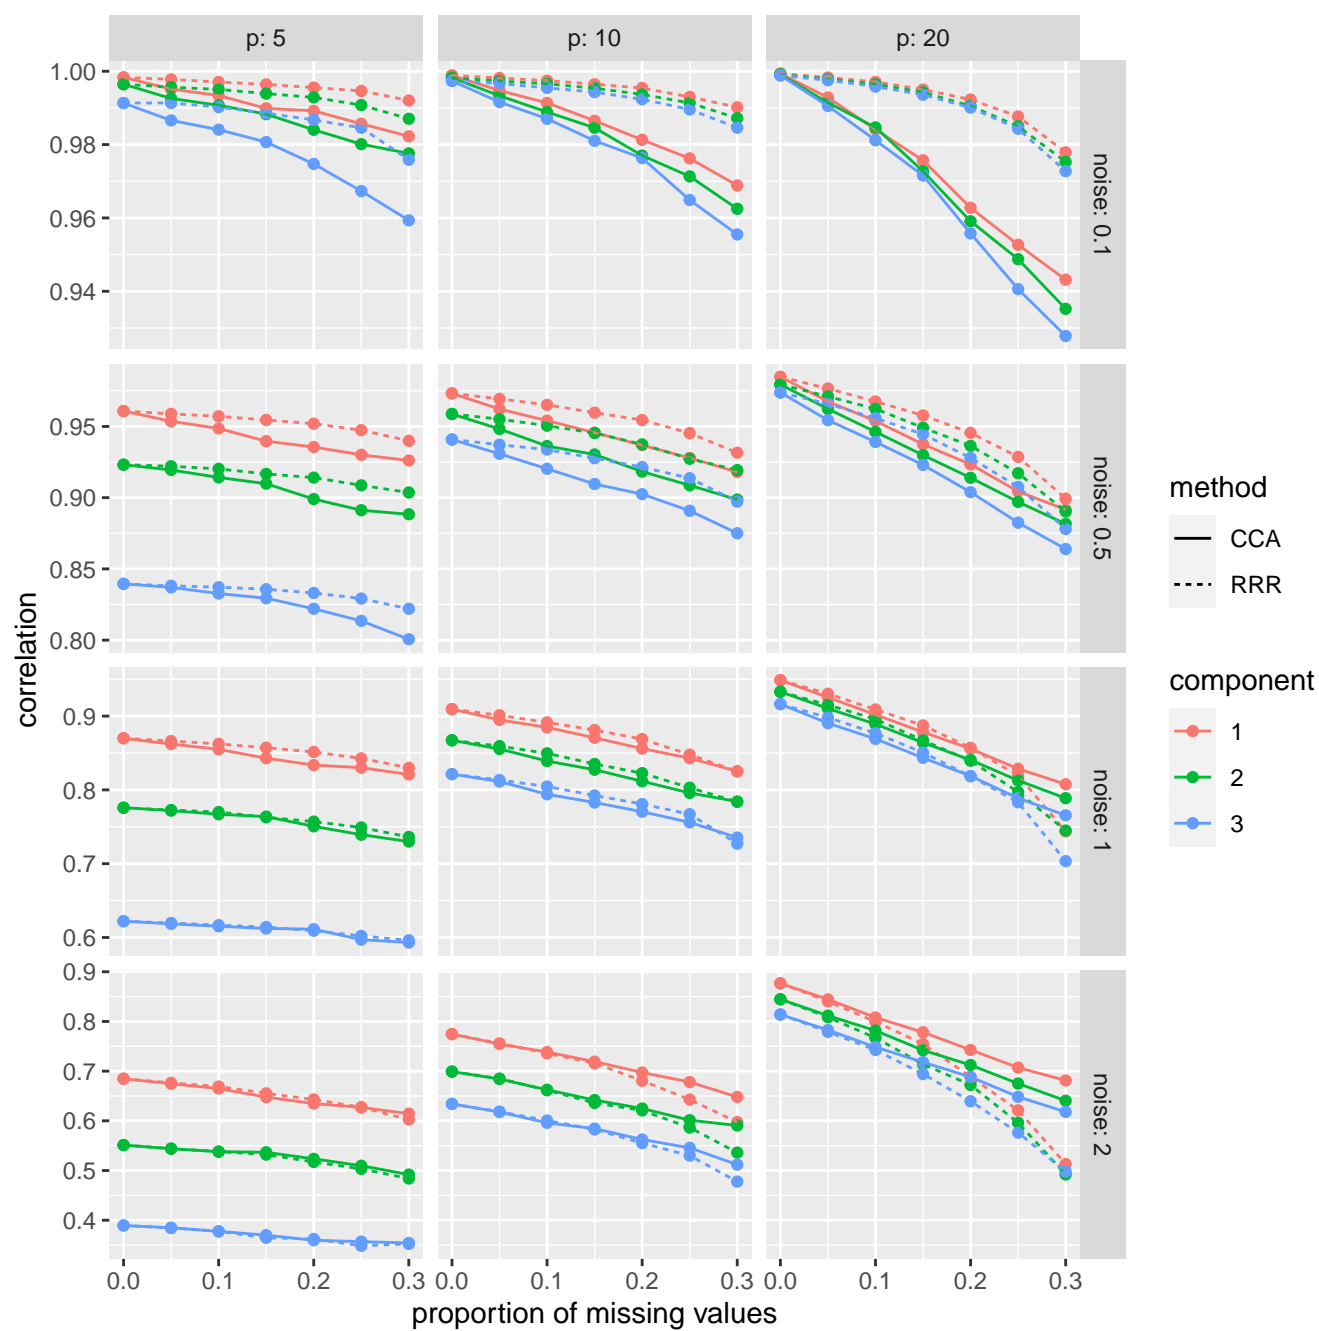 p: 5
p: 10
p: 20
1.00
0.98
0.96
0.94
noise: 0.1
0.95
0.90
0.85
0.80
noise: 0.5
0.9
0.8
0.7
0.6
noise: 1
0.9
0.8
0.7
0.6
0.5
0.4
noise: 2
0.0 0.1 0.2 0.3
0.0 0.1 0.2 0.3
0.0 0.1 0.2 0.3
proportion of missing values
correlation
method
CCA
RRR
component
1
2
3